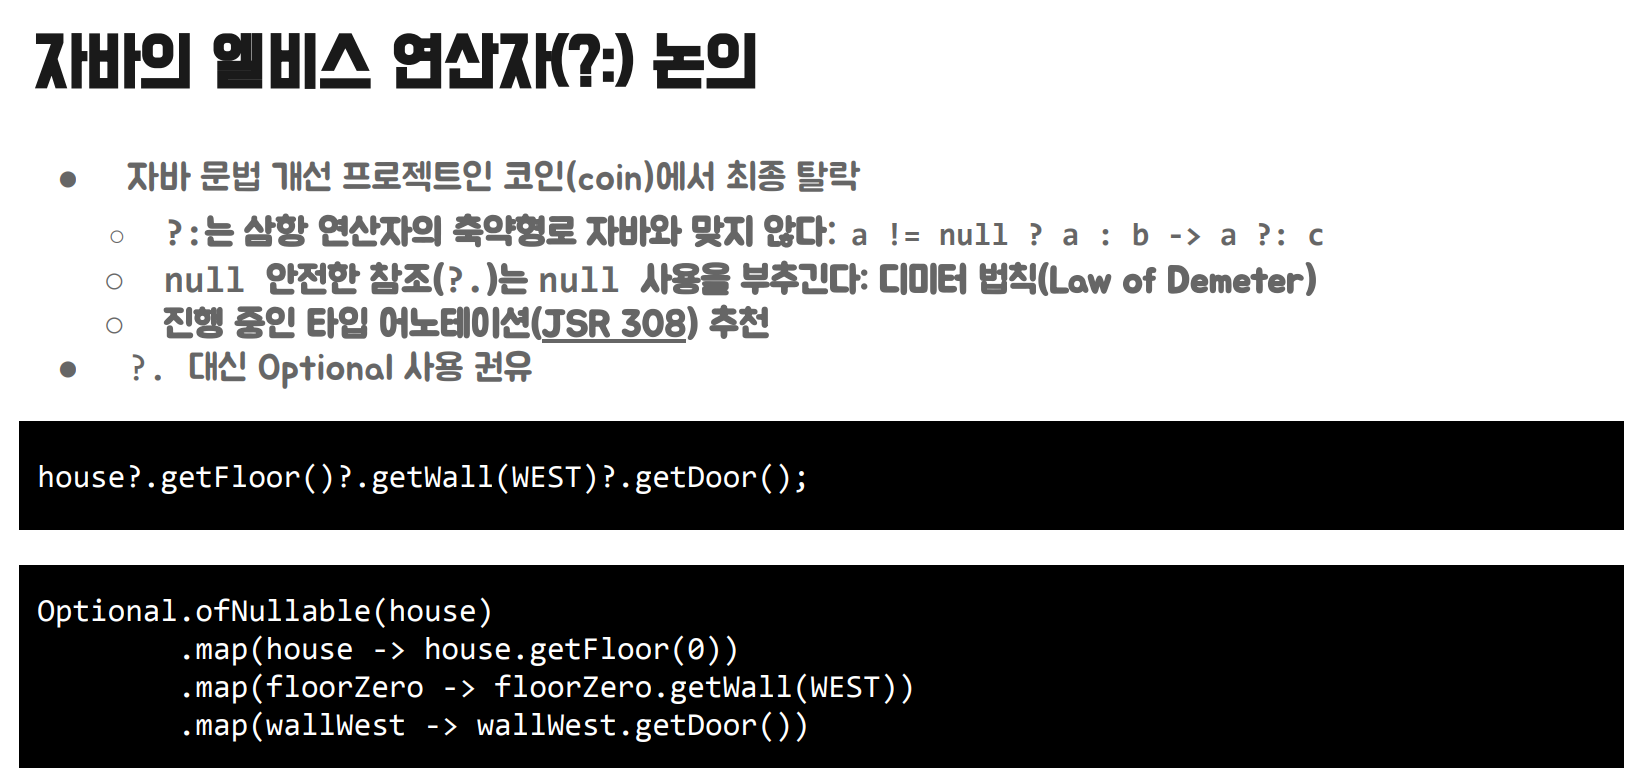 자바의 엘비스 연산자(?:) 논의
● 자바 문법 개선 프로젝트인 코인(coin)에서 최종 탈락
○ ?:는 삼항 연산자의 축약형로 자바와 맞지 않다: a != null ? a : b -> a ?: c
○ null 안전한 참조(?.)는 null 사용을 부추긴다: 디미터 법칙(Law of Demeter)
○ 진행 중인 타입 어노테이션(JSR 308) 추천
● ?. 대신 Optional 사용 권유
house?.getFloor()?.getWall(WEST)?.getDoor();
Optional.ofNullable(house)
.map(house -> house.getFloor(0))
.map(floorZero -> floorZero.getWall(WEST))
.map(wallWest -> wallWest.getDoor())